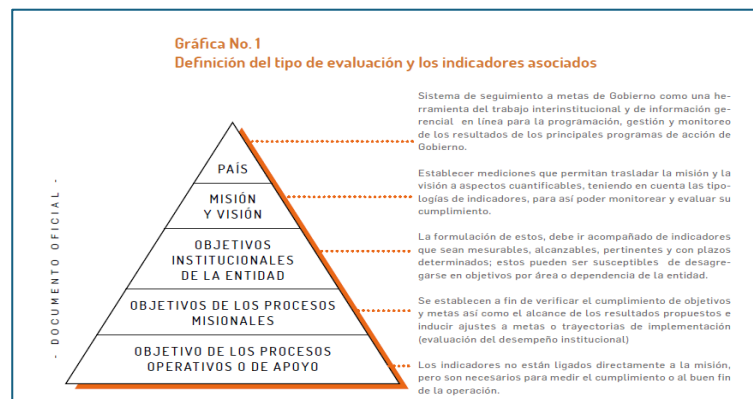 Gráfica No. 1
Definición del tipo de evaluación y los indicadores asociados
Sistema de seguimiento a metas de Gobierno como una he-
rramienta del trabajo interinstitucional y de información ge-
rencial en línea para la programación, gestión y monitoreo
de los resultados de los principales programas de acción de
Gobierno.
PAÍS
Establecer mediciones que permitan trasladar la misión y la
visión a aspectos cuantificables, teniendo en cuenta las tipo-
logías de indicadores, para así poder monitorear y evaluar su
cumplimiento.
MISIÓN
Y VISIÓN
La formulación de estos, debe ir acompañado de indicadores
que sean mesurables, alcanzables, pertinentes y con plazos
determinados; estos pueden ser susceptibles de desagre-
garse en objetivos por área o dependencia de la entidad.
OBJETIVOS
INSTITUCIONALES
DE LA ENTIDAD
Se establecen a fin de verificar el cumplimiento de objetivos
y metas así como el alcance de los resultados propuestos e
inducir ajustes a metas o trayectorias de implementación
(evaluación del desempeño institucional)
OBJETIVOS DE LOS PROCESOS
MISIONALES
Los indicadores no están ligados directamente a la misión,
pero son necesarios para medir el cumplimiento o al buen fin
de la operación.
OBJETIVO DE LOS PROCESOS
OPERATIVOS O DE APOYO
- DOCUMENTO OFICIAL -